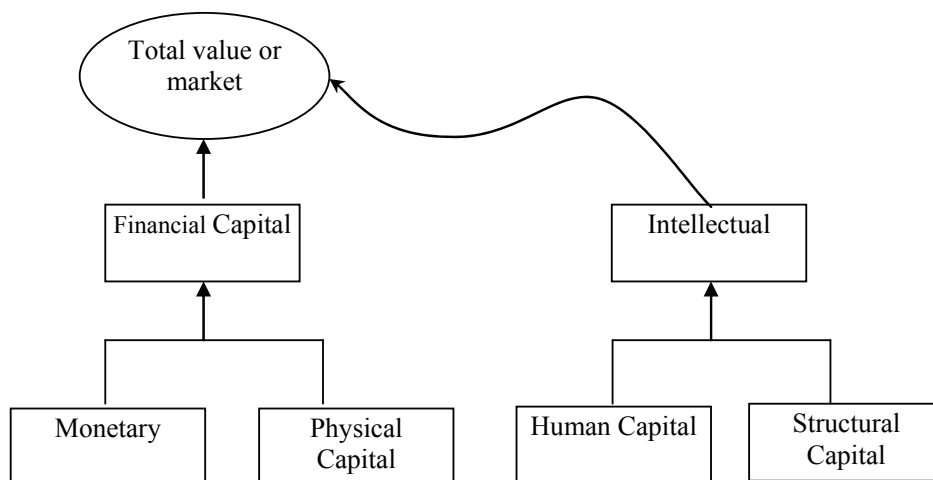 Total value or
market
Financial Capital
Intellectual
Monetary
Physical
Capital
Human Capital
Structural
Capital